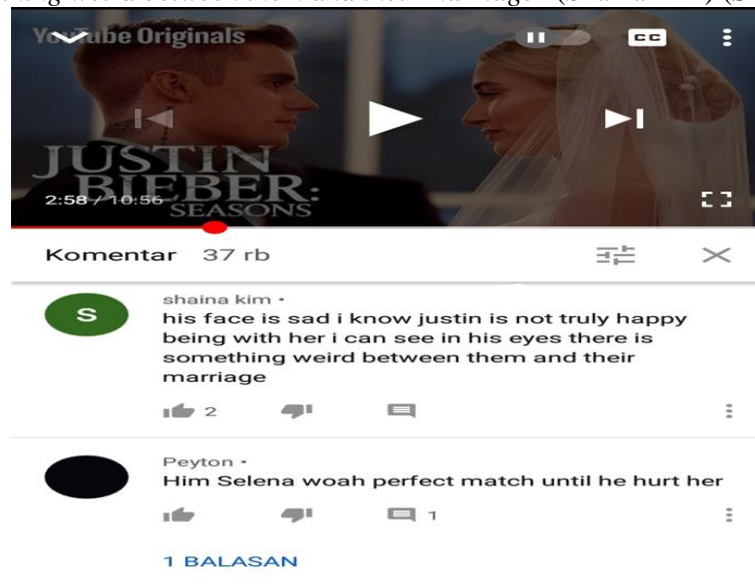 YouTube Originals
CC
JUSTIN
BIEBER:
2:58 / 10:56
SEASONS
Komentar 37 rb
S
shaina kim •
his face is sad i know justin is not truly happy
being with her i can see in his eyes there is
something weird between them and their
marriage
2
Peyton •
Him Selena woah perfect match until he hurt her
1
1 BALASAN